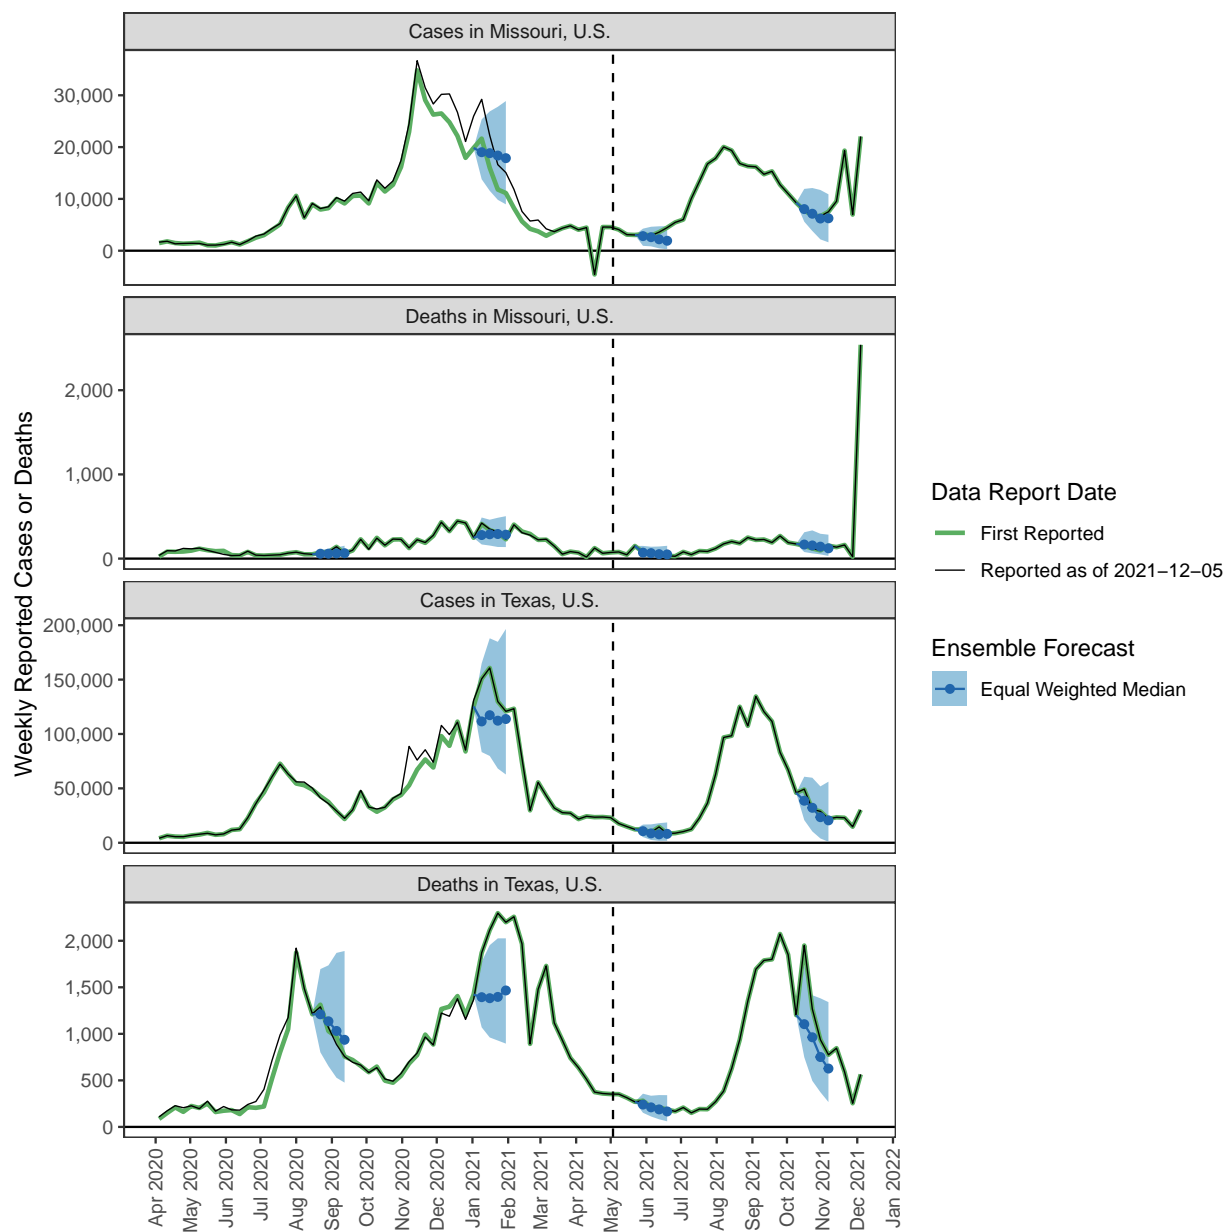 Cases in Missouri, U.S.
30,000
20,000
10,000
0
Deaths in Missouri, U.S.
2,000
1,000
0
Cases in Texas, U.S.
200,000
150,000
100,000
50,000
0
Deaths in Texas, U.S.
2,000
1,500
1,000
500
0
Weekly Reported Cases or Deaths
Apr 2020
May 2020
Jun 2020
Jul 2020
Aug 2020
Sep 2020
Oct 2020
Nov 2020
Dec 2020
Jan 2021
Feb 2021
Mar 2021
Apr 2021
May 2021
Jun 2021
Jul 2021
Aug 2021
Sep 2021
Oct 2021
Nov 2021
Dec 2021
Jan 2022
Data Report Date
First Reported
Reported as of 2021−12−05
Ensemble Forecast
Equal Weighted Median